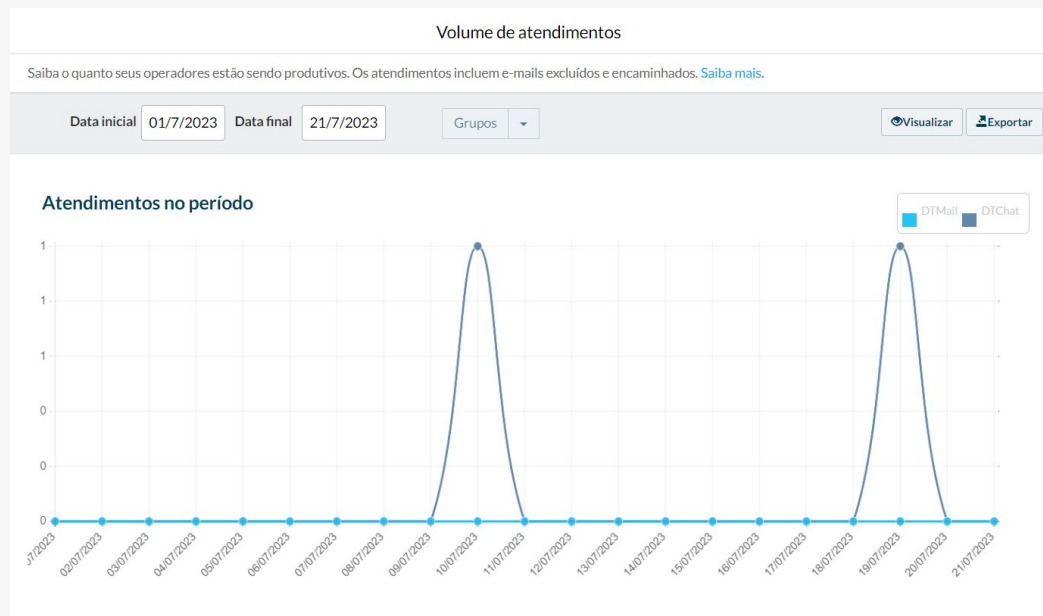 Volume de atendimentos
Saiba o quanto seus operadores estão sendo produtivos. Os atendimentos incluem e-mails excluídos e encaminhados. Saiba mais.
Data inicial 01/7/2023 Data final 21/7/2023 Grupos Visualizar Exportar
Atendimentos no período
DTMail DTChat
1
1
1
0
0
0
7/2023 02/07/2023 03/07/2023 04/07/2023 05/07/2023 06/07/2023 07/07/2023 08/07/2023 09/07/2023 10/07/2023 11/07/2023 12/07/2023 13/07/2023 14/07/2023 15/07/2023 16/07/2023 17/07/2023 18/07/2023 19/07/2023 20/07/2023 21/07/2023